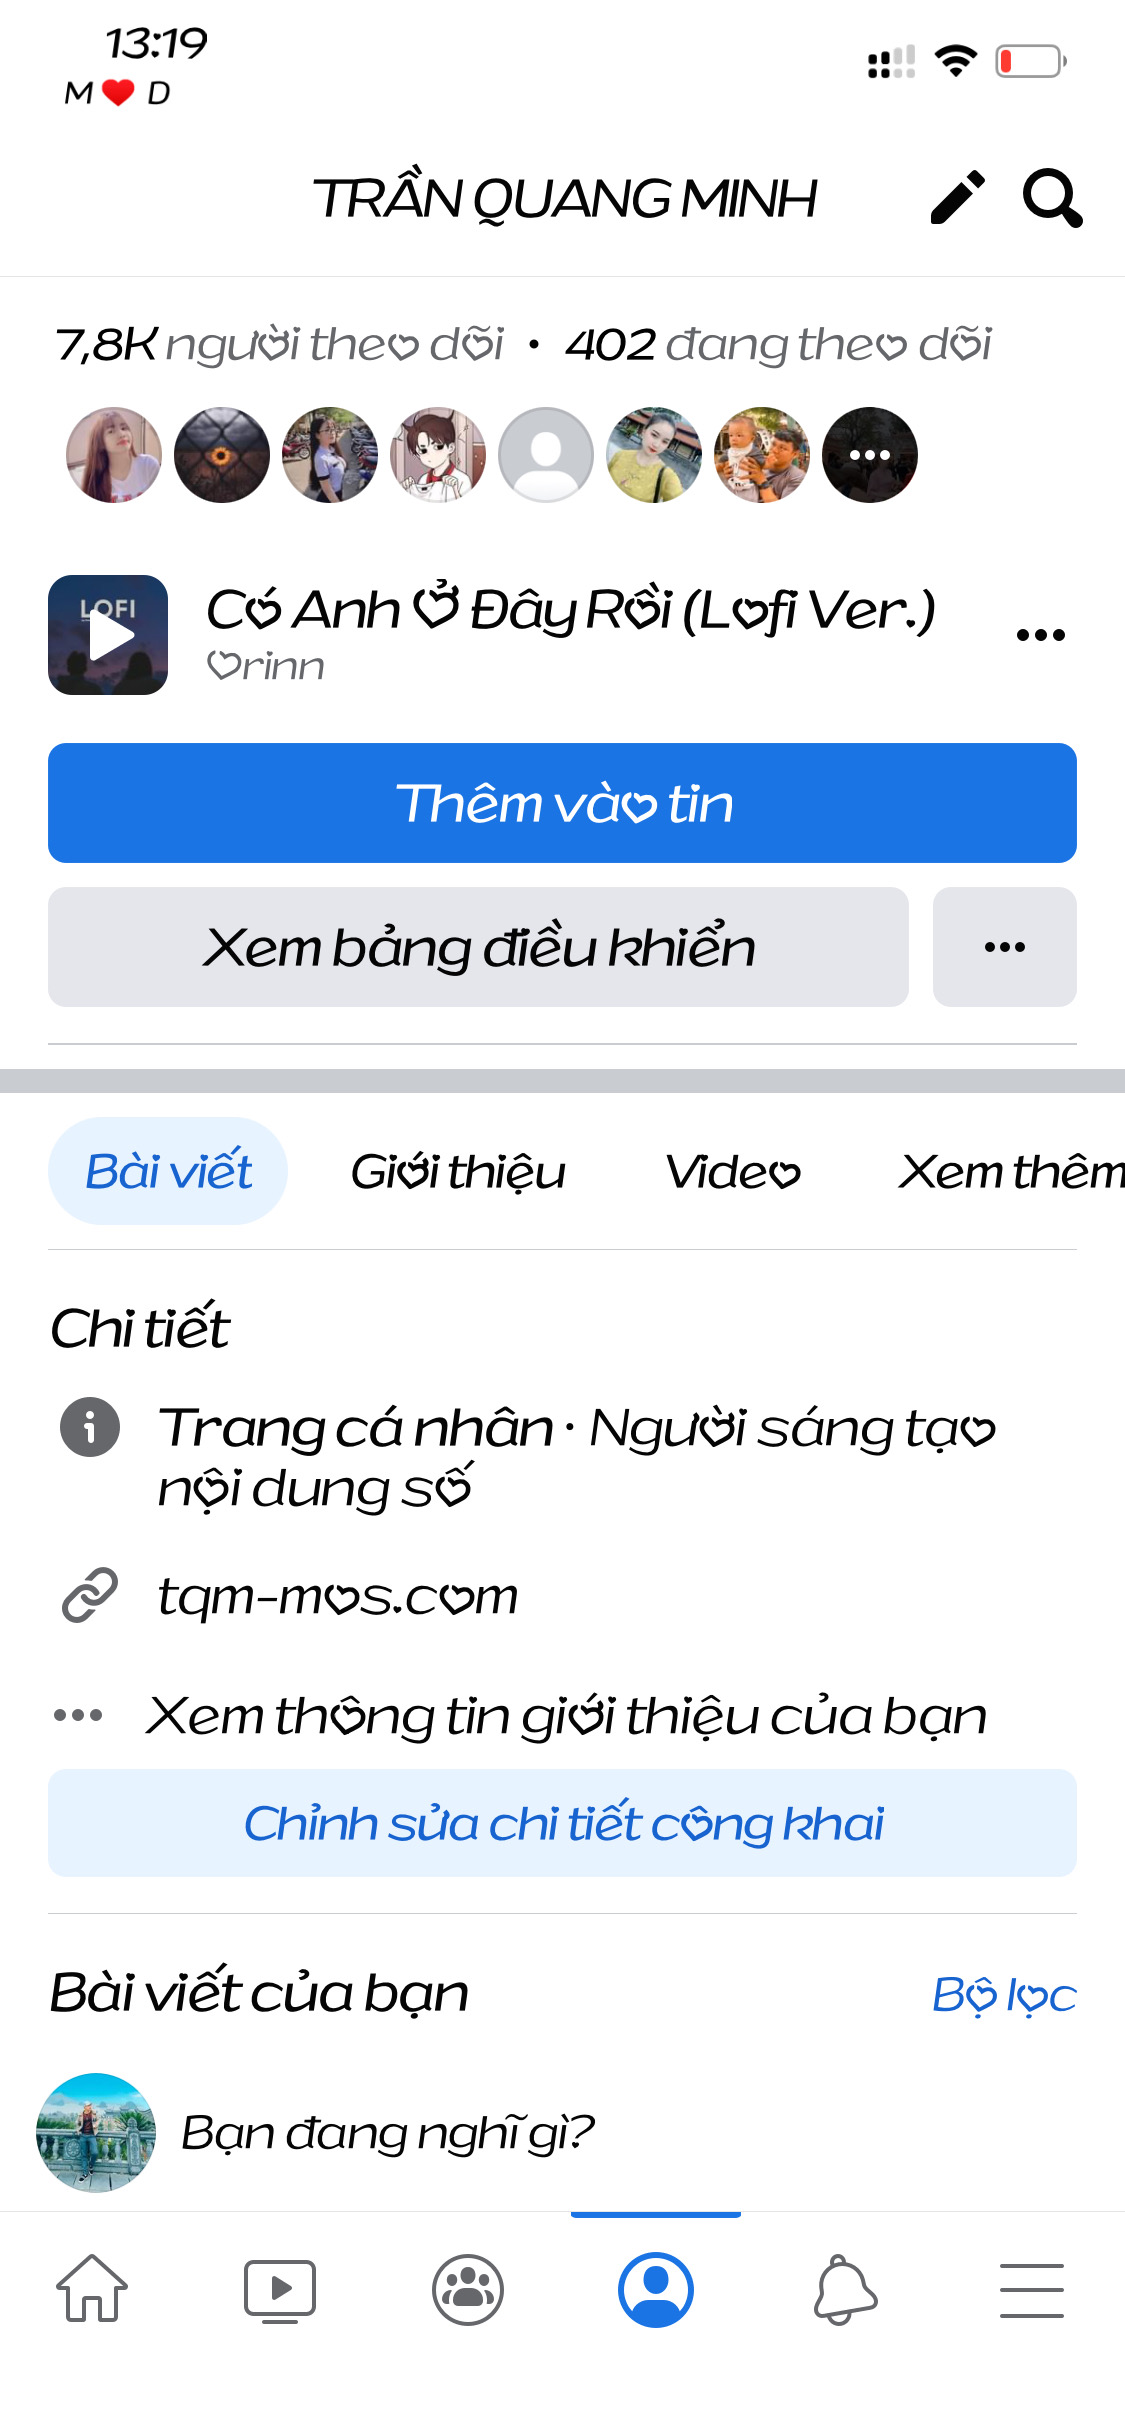 13:19
M ❤️ D
TRẦN QUANG MINH
7,8K người theo dõi • 402 đang theo dõi
LOFI
Có Anh Ở Đây Rồi (Lofi Ver.)
Orinn
Thêm vào tin
Xem bảng điều khiển
Bài viết Giới thiệu Video Xem thêm
Chi tiết
Trang cá nhân · Người sáng tạo
nội dung số
tqm-mos.com
Xem thông tin giới thiệu của bạn
Chỉnh sửa chi tiết công khai
Bài viết của bạn Bộ lọc
Bạn đang nghĩ gì?